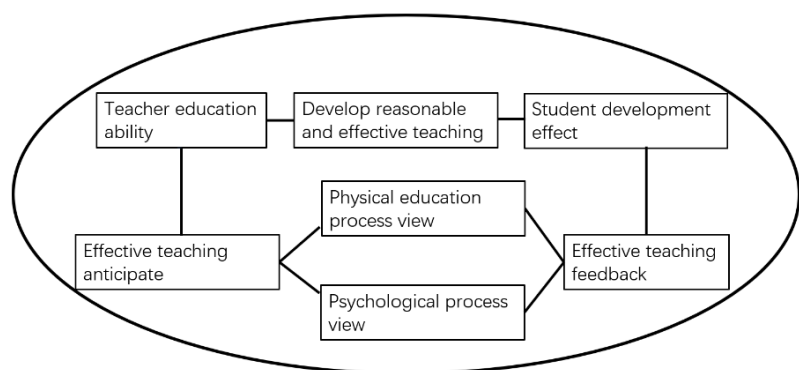 Teacher education
ability
Develop reasonable
and effective teaching
Student development
effect
Physical education
process view
Effective teaching
anticipate
Effective teaching
feedback
Psychological process
view